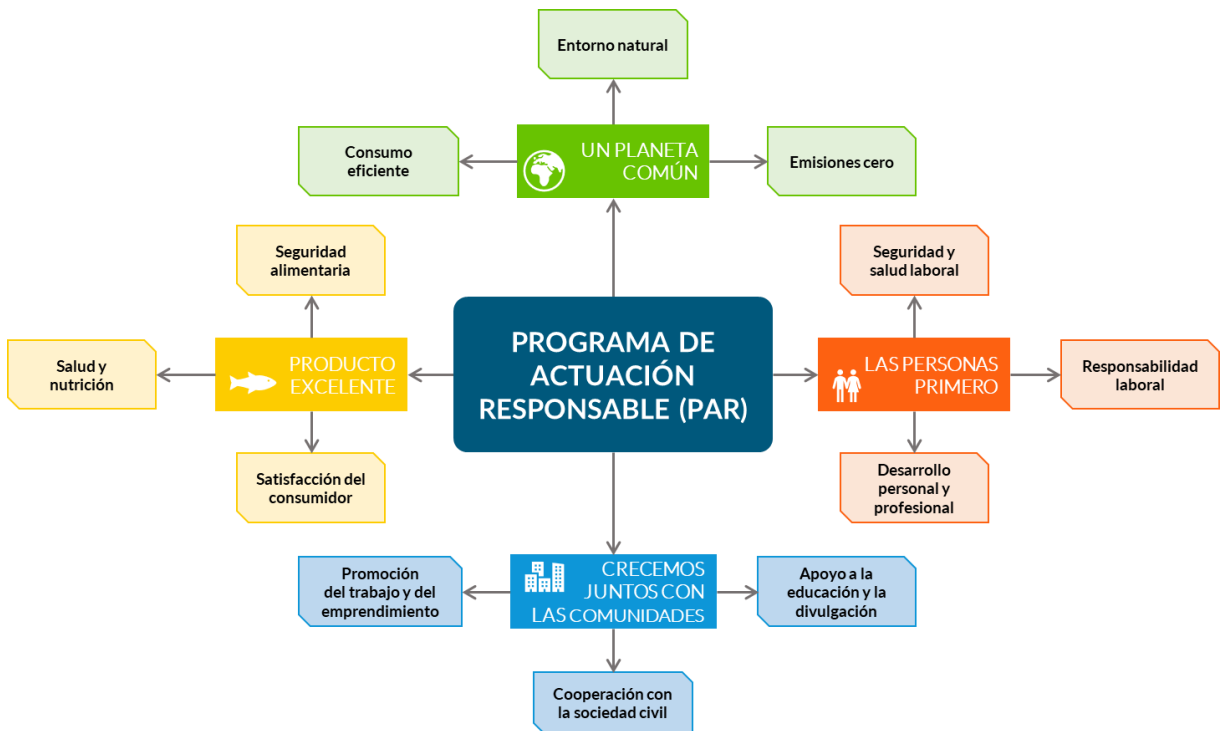 Entorno natural
Consumo
eficiente
UN PLANETA
COMÚN
Emisiones cero
Seguridad
alimentaria
Seguridad y
salud laboral
Salud y
nutrición
PRODUCTO
EXCELENTE
PROGRAMA DE
ACTUACIÓN
RESPONSABLE (PAR)
LAS PERSONAS
PRIMERO
Responsabilidad
laboral
Satisfacción del
consumidor
Desarrollo
personal y
profesional
Promoción
del trabajo y del
emprendimiento
CRECEMOS
JUNTOS CON
LAS COMUNIDADES
Apoyo a la
educación y la
divulgación
Cooperación con
la sociedad civil